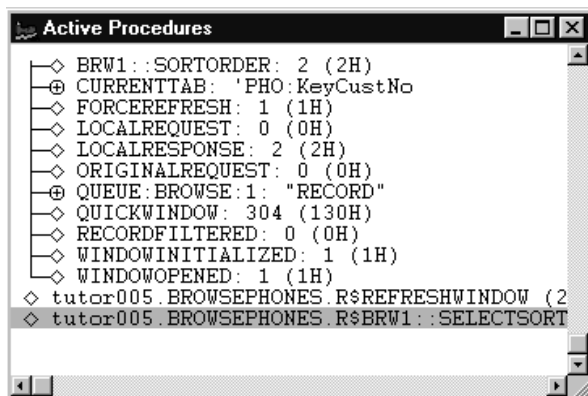 Active Procedures
BRW1::SORTORDER: 2 (2H)
CURRENTTAB: 'PHO:KeyCustNo
FORCEREFRESH: 1 (1H)
LOCALREQUEST: 0 (0H)
LOCALRESPONSE: 2 (2H)
ORIGINALREQUEST: 0 (0H)
QUEUE:BROWSE:1: "RECORD"
QUICKWINDOW: 304 (130H)
RECORDFILTERED: 0 (0H)
WINDOWINITIALIZED: 1 (1H)
WINDOWOPENED: 1 (1H)
tutor005.BROWSEPHONES.R$REFRESHWINDOW (2
tutor005.BROWSEPHONES.R$BRW1::SELECTSORT